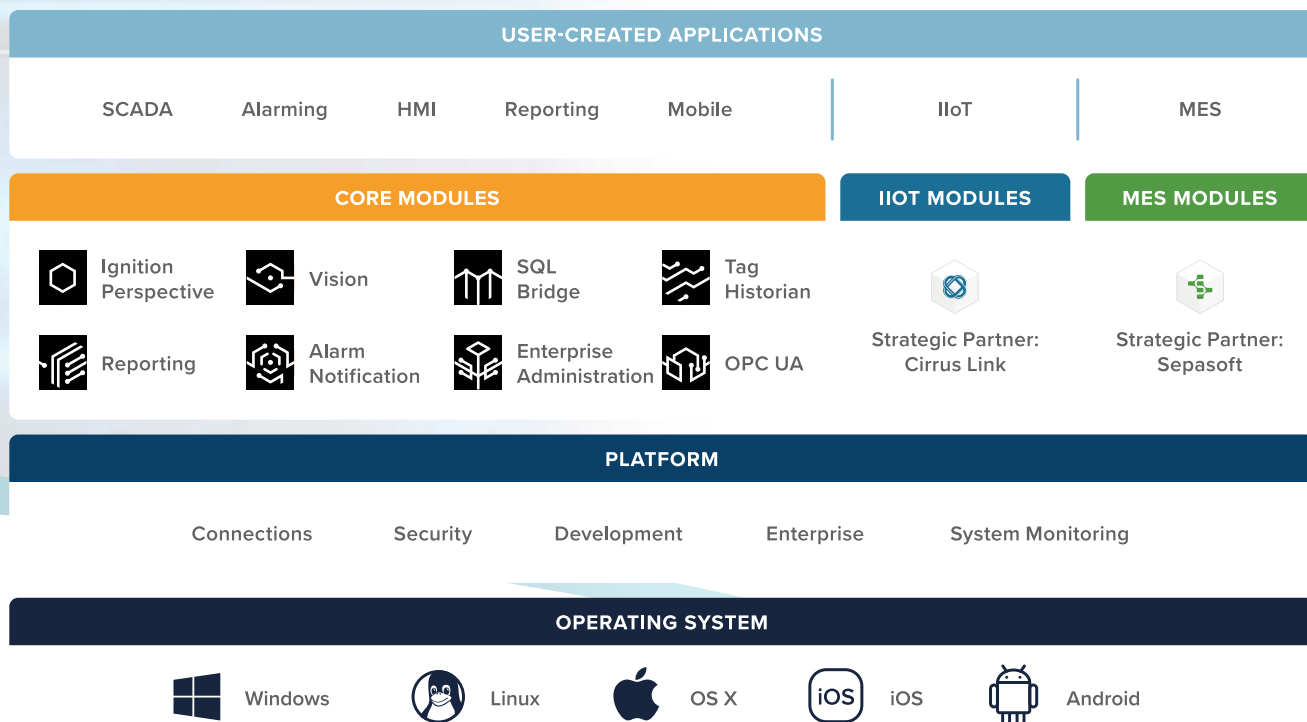 USER-CREATED APPLICATIONS
SCADA Alarming HMI Reporting Mobile IIoT MES
CORE MODULES
Ignition
Perspective
Vision
SQL
Bridge
Tag
Historian
Reporting
Alarm
Notification
Enterprise
Administration
OPC UA
IIOT MODULES
Strategic Partner:
Cirrus Link
MES MODULES
Strategic Partner:
Sepasoft
PLATFORM
Connections Security Development Enterprise System Monitoring
OPERATING SYSTEM
Windows Linux OS X iOS iOS Android